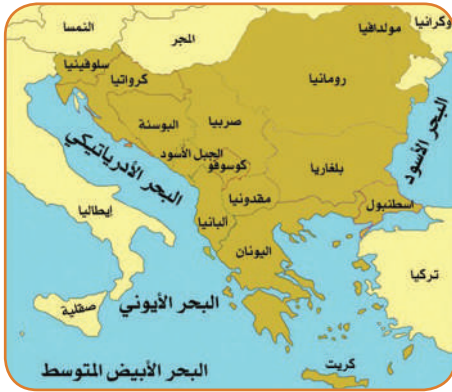 النمسا
المجر
مولدافيا
وكرانيا
سلوفينيا
كرواتيا
رومانيا
البوسنة
صربيا
البحر الأسود
الجبل الأسود
كوسوفو
بلغاريا
البحر الأدرياتيكي
إيطاليا
ألبانيا
مقدونيا
اسطنبول
اليونان
تركيا
صقلية
البحر الأيوني
كريت
البحر الأبيض المتوسط